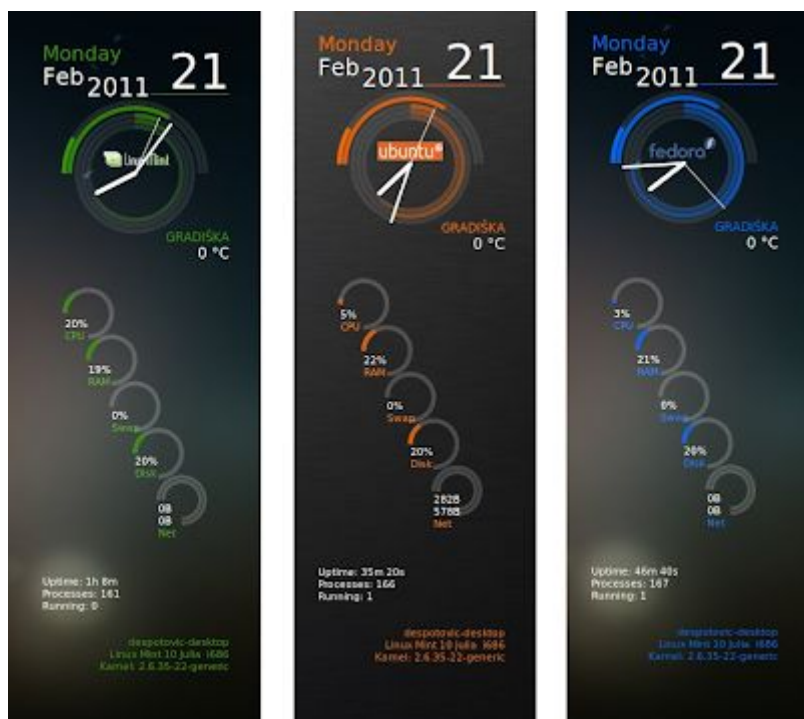 Monday
Feb 2011 21
Linux Mint
GRADIŠKA
0 °C
20%
CPU
19%
RAM
0%
Swap
20%
Disk
0B
0B
Net
Uptime: 1h 8m
Processes: 161
Running: 0
despotovic-desktop
Linux Mint 10 Julia i686
Kernel: 2.6.35-22-generic
Monday
Feb 2011 21
ubuntu
GRADIŠKA
0 °C
5%
CPU
22%
RAM
0%
Swap
20%
Disk
282B
578B
Net
Uptime: 35m 20s
Processes: 166
Running: 1
despotovic-desktop
Linux Mint 10 Julia i686
Kernel: 2.6.35-22-generic
Monday
Feb 2011 21
fedora
GRADIŠKA
0 °C
3%
CPU
21%
RAM
0%
Swap
20%
Disk
0B
0B
Net
Uptime: 46m 40s
Processes: 167
Running: 1
despotovic-desktop
Linux Mint 10 Julia i686
Kernel: 2.6.35-22-generic